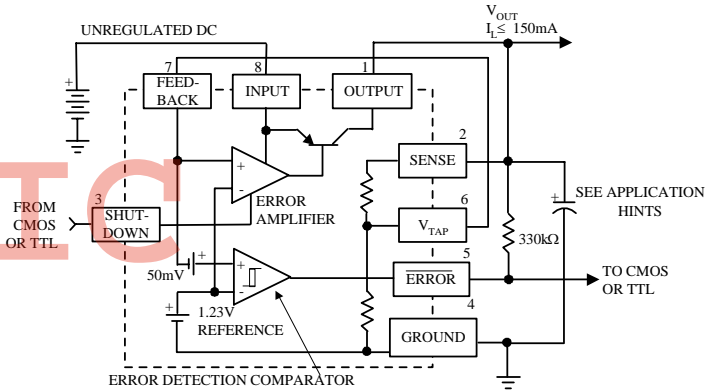 UNREGULATED DC
V_OUT
I_L≤ 150mA
7
8
1
FEED-
BACK
INPUT
OUTPUT
2
SENSE
+
-
ERROR
AMPLIFIER
3
FROM
CMOS
OR TTL
SHUT-
DOWN
6
V_TAP
+
SEE APPLICATION
HINTS
330kΩ
50mV
+
+
-
5
ERROR
TO CMOS
OR TTL
+
1.23V
REFERENCE
4
GROUND
ERROR DETECTION COMPARATOR
+
IC